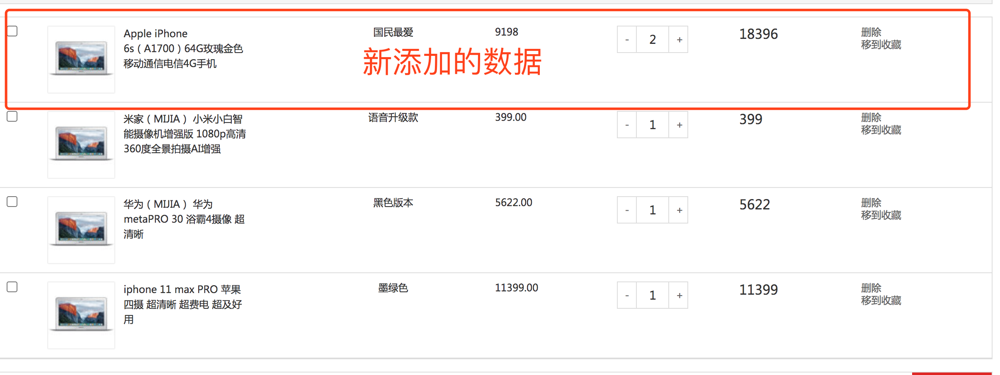 Apple iPhone
6s（A1700）64G玫瑰金色
移动通信电信4G手机
国民最爱
9198
- 2 +
18396
删除
移到收藏
新添加的数据
米家（MIJIA） 小米小白智
能摄像机增强版 1080p高清
360度全景拍摄AI增强
语音升级款
399.00
- 1 +
399
删除
移到收藏
华为（MIJIA） 华为
metaPRO 30 浴霸4摄像 超
清晰
黑色版本
5622.00
- 1 +
5622
删除
移到收藏
iphone 11 max PRO 苹果
四摄 超清晰 超费电 超及好
用
墨绿色
11399.00
- 1 +
11399
删除
移到收藏